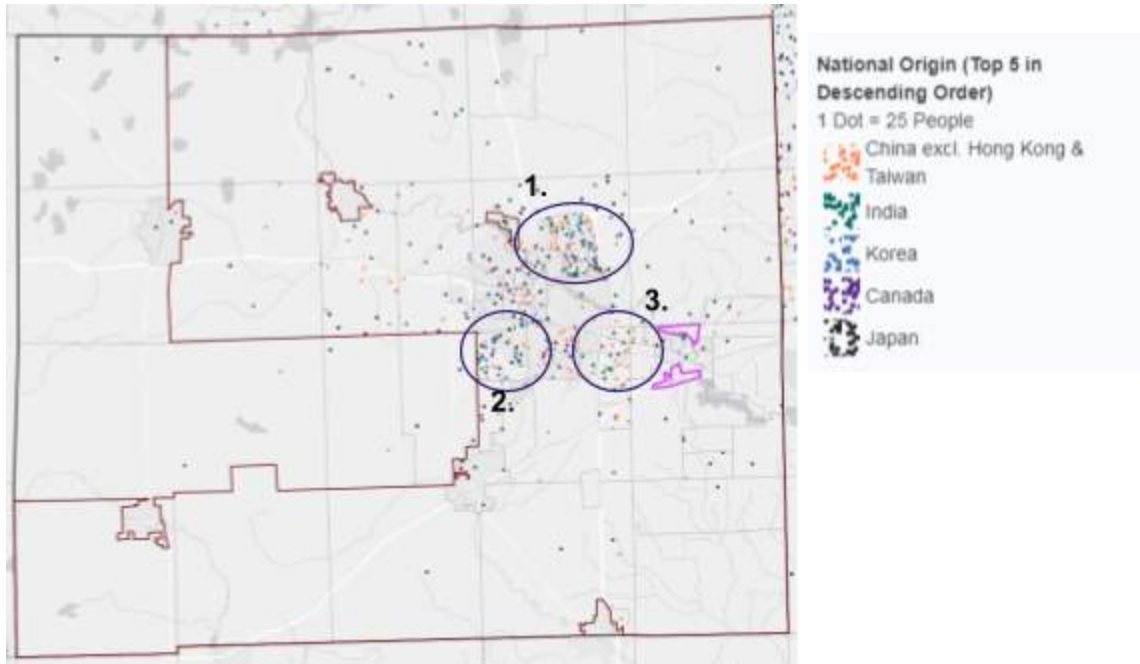 1.
2.
3.
National Origin (Top 5 in
Descending Order)
1 Dot = 25 People
China excl. Hong Kong &
Taiwan
India
Korea
Canada
Japan